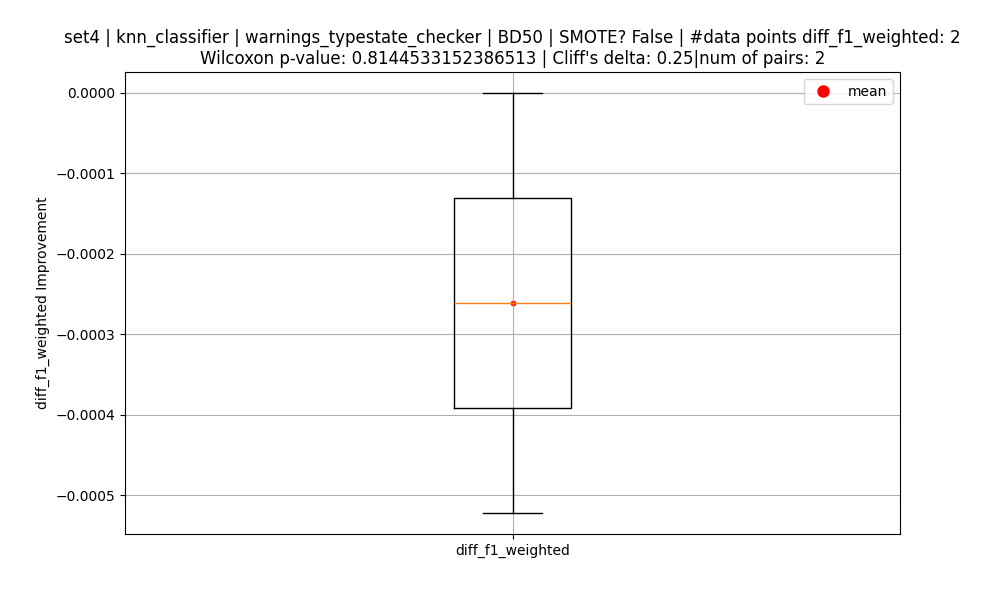 set4 | knn_classifier | warnings_typestate_checker | BD50 | SMOTE? False | #data points diff_f1_weighted: 2
Wilcoxon p-value: 0.8144533152386513 | Cliff's delta: 0.25|num of pairs: 2
mean
0.0000
−0.0001
−0.0002
−0.0003
−0.0004
−0.0005
diff_f1_weighted Improvement
diff_f1_weighted